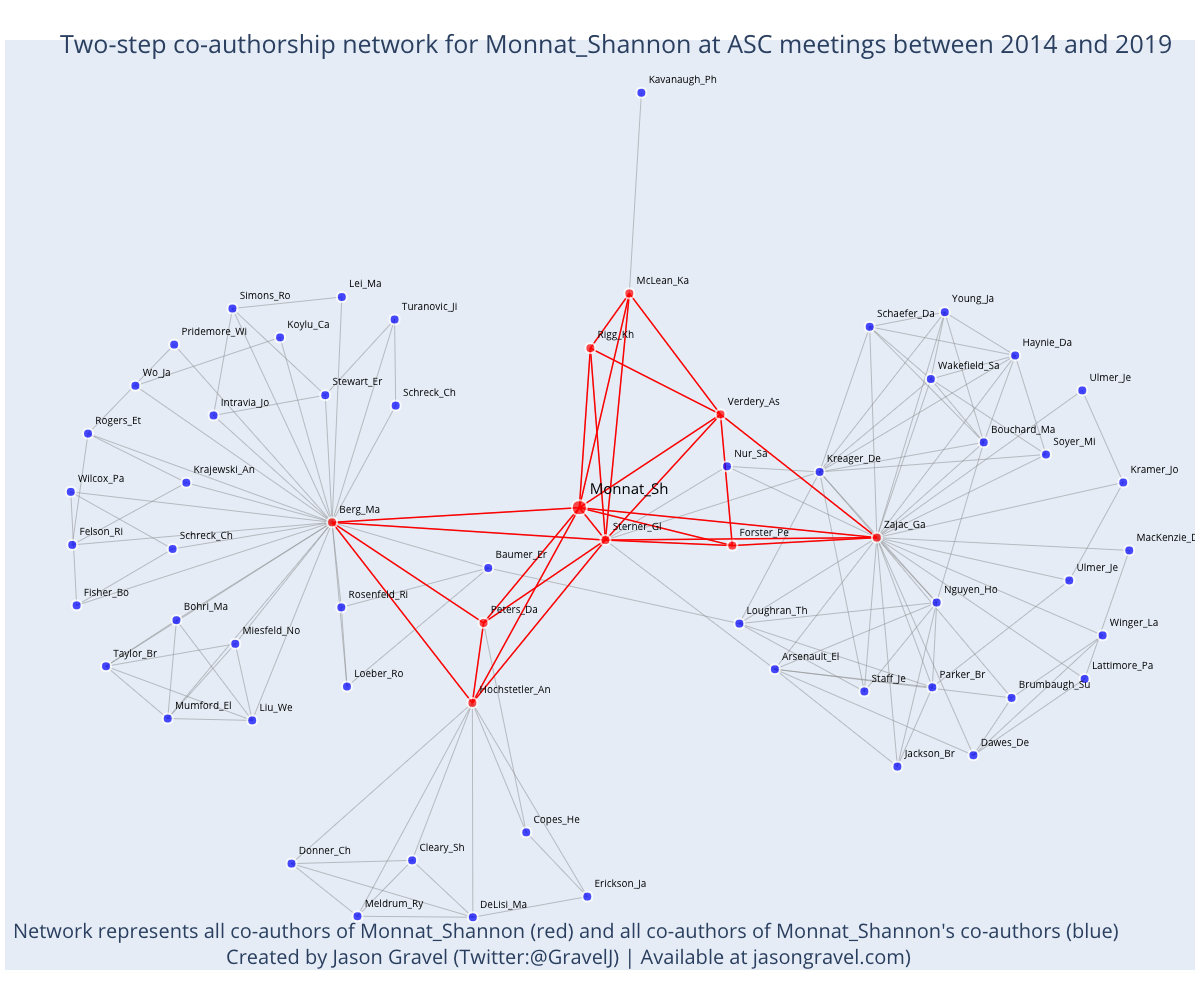 Two-step co-authorship network for Monnat_Shannon at ASC meetings between 2014 and 2019
Kavanaugh_Ph
McLean_Ka
Lei_Ma
Simons_Ro
Turanovic_Ji
Young_Ja
Schaefer_Da
Koylu_Ca
Pridemore_Wi
Rigg_Kh
Haynie_Da
Wakefield_Sa
Wo_Ja
Stewart_Er
Ulmer_Je
Schreck_Ch
Intravia_Jo
Verdery_As
Rogers_Et
Bouchard_Ma
Soyer_Mi
Nur_Sa
Kreager_De
Krajewski_An
Kramer_Jo
Wilcox_Pa
Monnat_Sh
Berg_Ma
Felson_Ri
Schreck_Ch
Sterner_Gl
Forster_Pe
Zajac_Ga
MacKenzie_D
Baumer_Er
Ulmer_Je
Fisher_Bo
Rosenfeld_Ri
Nguyen_Ho
Bohri_Ma
Peters_Da
Loughran_Th
Winger_La
Miesfeld_No
Taylor_Br
Arsenault_El
Lattimore_Pa
Loeber_Ro
Staff_Je
Parker_Br
Brumbaugh_Su
Hochstetler_An
Mumford_El
Liu_We
Dawes_De
Jackson_Br
Copes_He
Cleary_Sh
Donner_Ch
Erickson_Ja
Meldrum_Ry
DeLisi_Ma
Network represents all co-authors of Monnat_Shannon (red) and all co-authors of Monnat_Shannon's co-authors (blue)
Created by Jason Gravel (Twitter:@GravelJ) | Available at jasongravel.com)